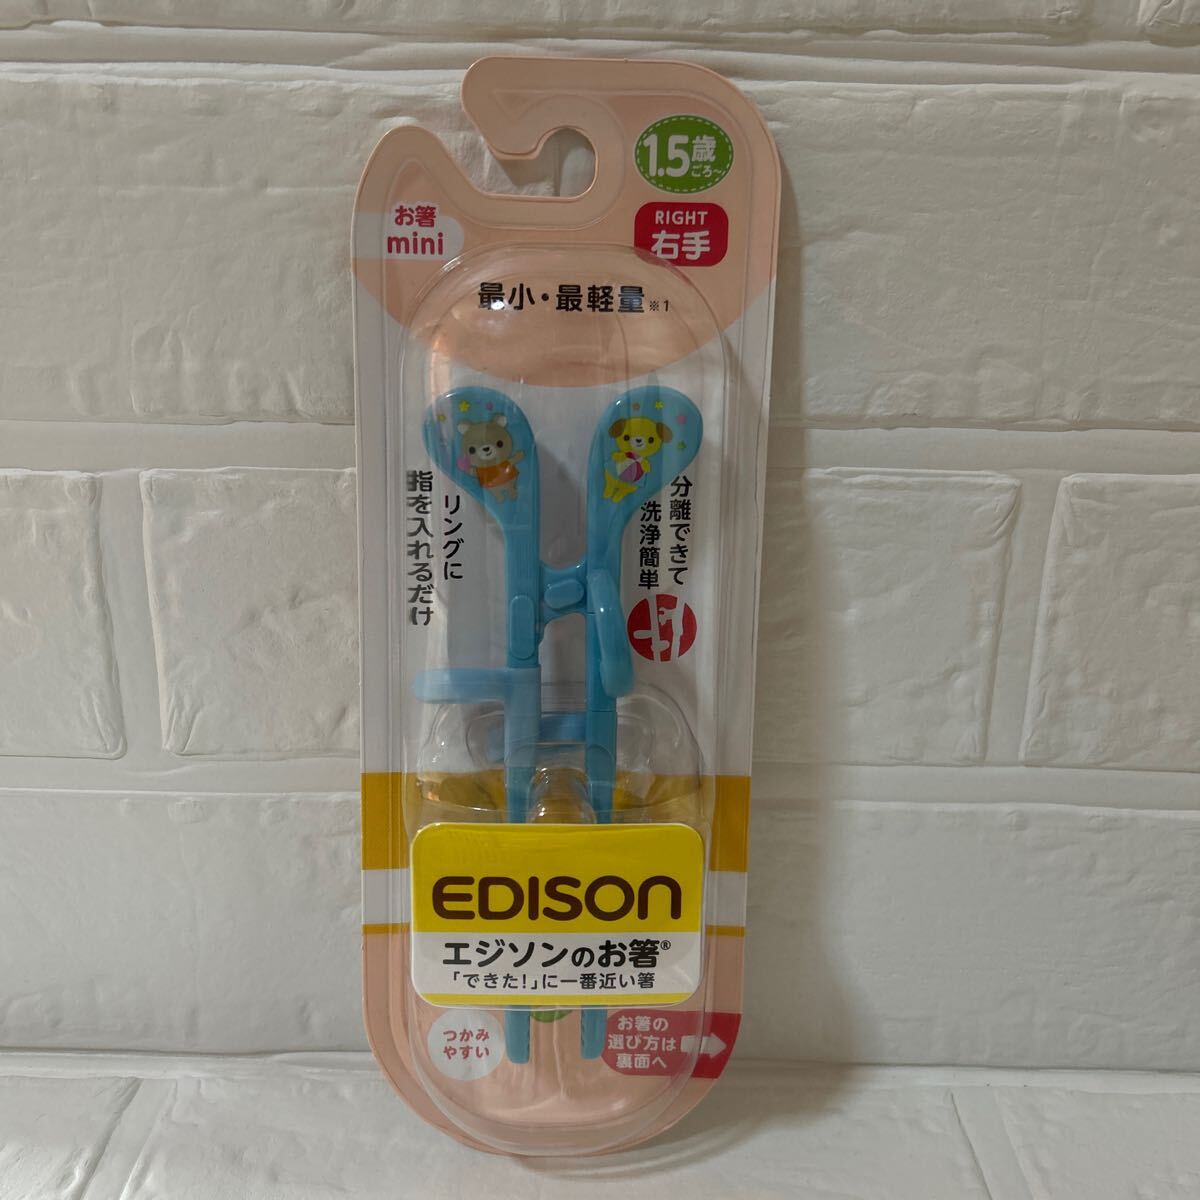 1.5歳
ごろ~
お箸
mini
RIGHT
右手
最小・最軽量※1
リングに
指を入れるだけ
分離できて
洗浄簡単
EDISON
エジソンのお箸®
「できた!」に一番近い箸
つかみ
やすい
お箸の
選び方は
裏面へ